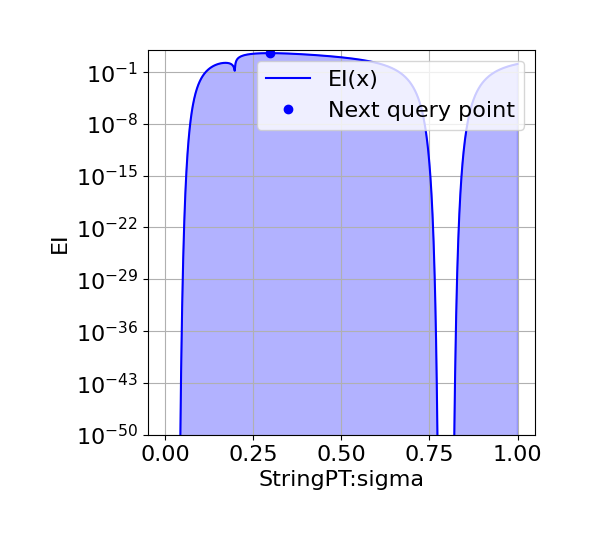 EI(x)
Next query point
10⁻¹
10⁻⁸
10⁻¹⁵
10⁻²²
10⁻²⁹
10⁻³⁶
10⁻⁴³
10⁻⁵⁰
EI
0.00 0.25 0.50 0.75 1.00
StringPT:sigma